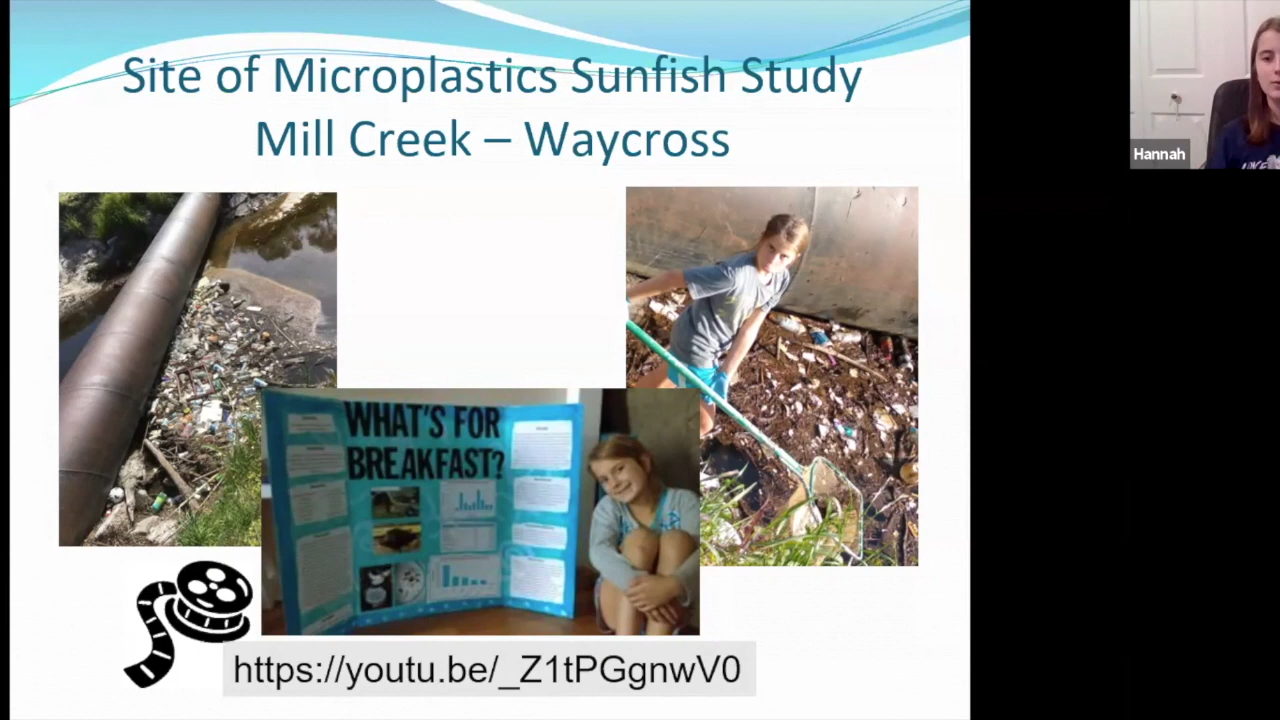 Site of Microplastics Sunfish Study
Mill Creek – Waycross
Hannah
WHAT'S FOR
BREAKFAST?
https://youtu.be/_Z1tPGgnwV0